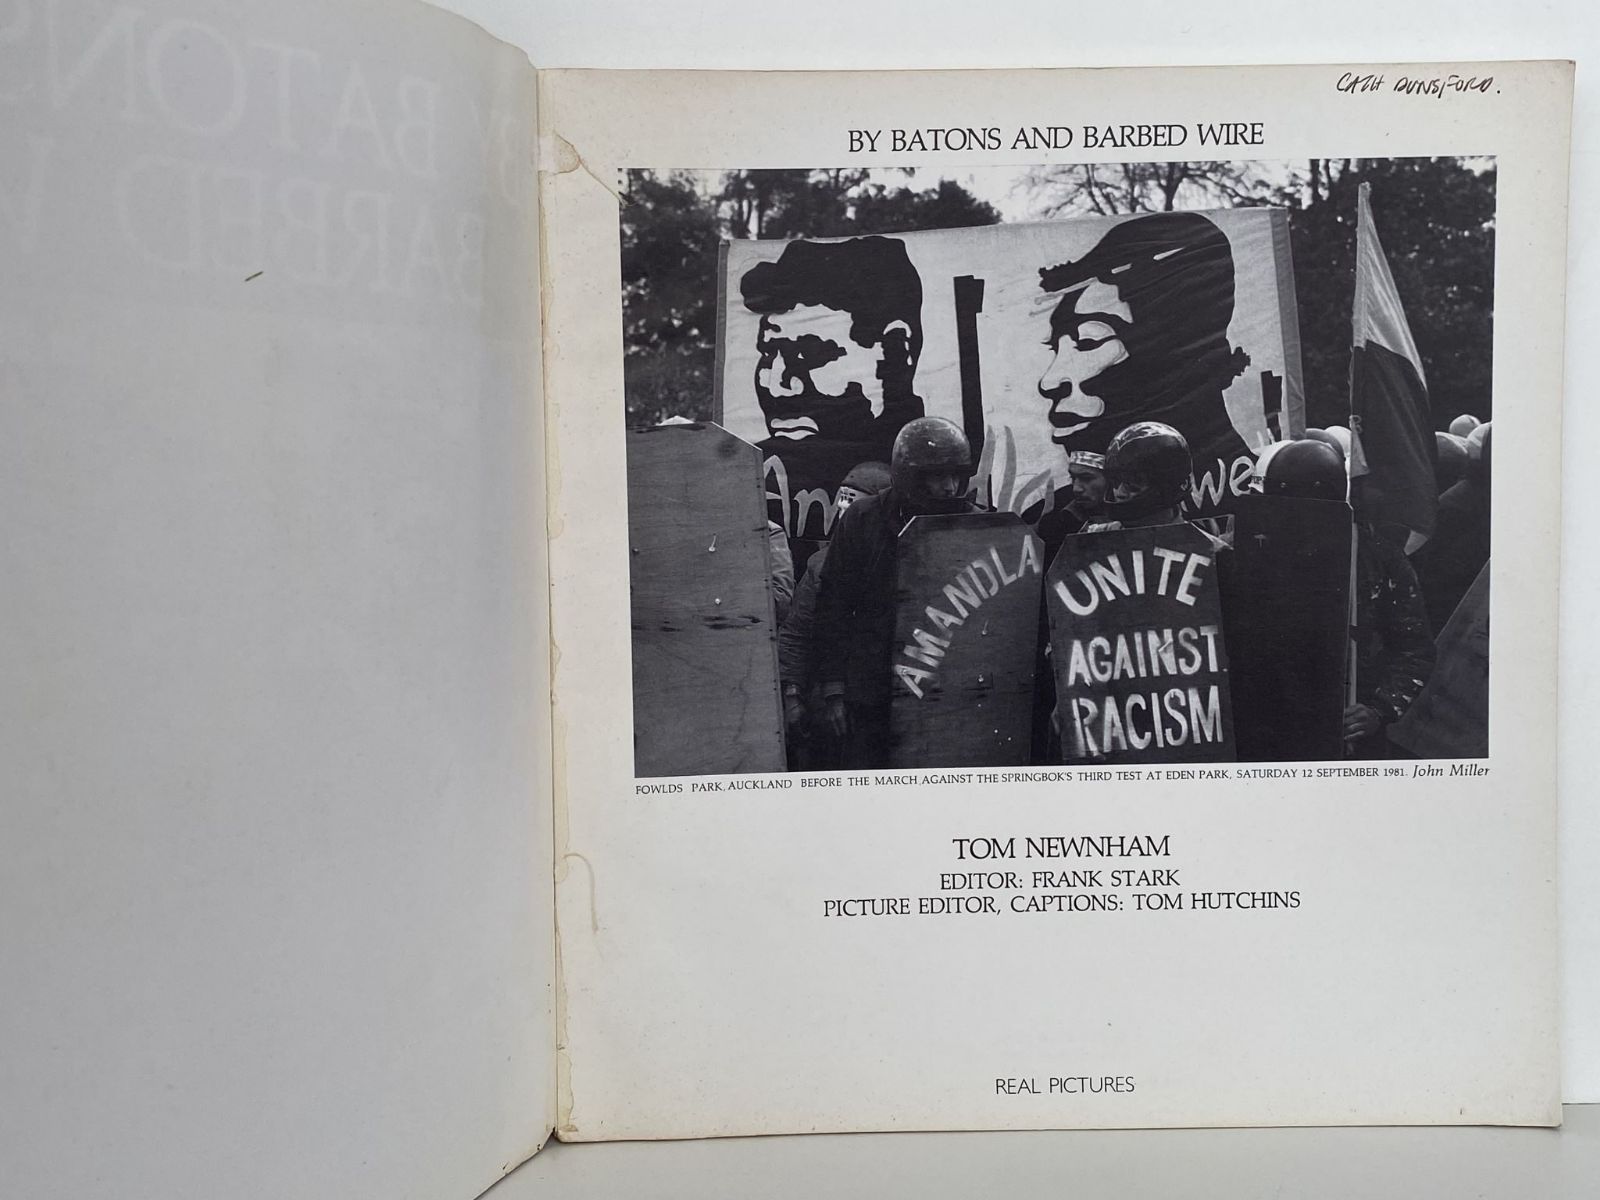 CATH DUNSFORD.
BY BATONS AND BARBED WIRE
Am
we
AMANDLA
UNITE
AGAINST
RACISM
FOWLDS PARK, AUCKLAND BEFORE THE MARCH AGAINST THE SPRINGBOK'S THIRD TEST AT EDEN PARK, SATURDAY 12 SEPTEMBER 1981. John Miller
TOM NEWNHAM
EDITOR: FRANK STARK
PICTURE EDITOR, CAPTIONS: TOM HUTCHINS
REAL PICTURES